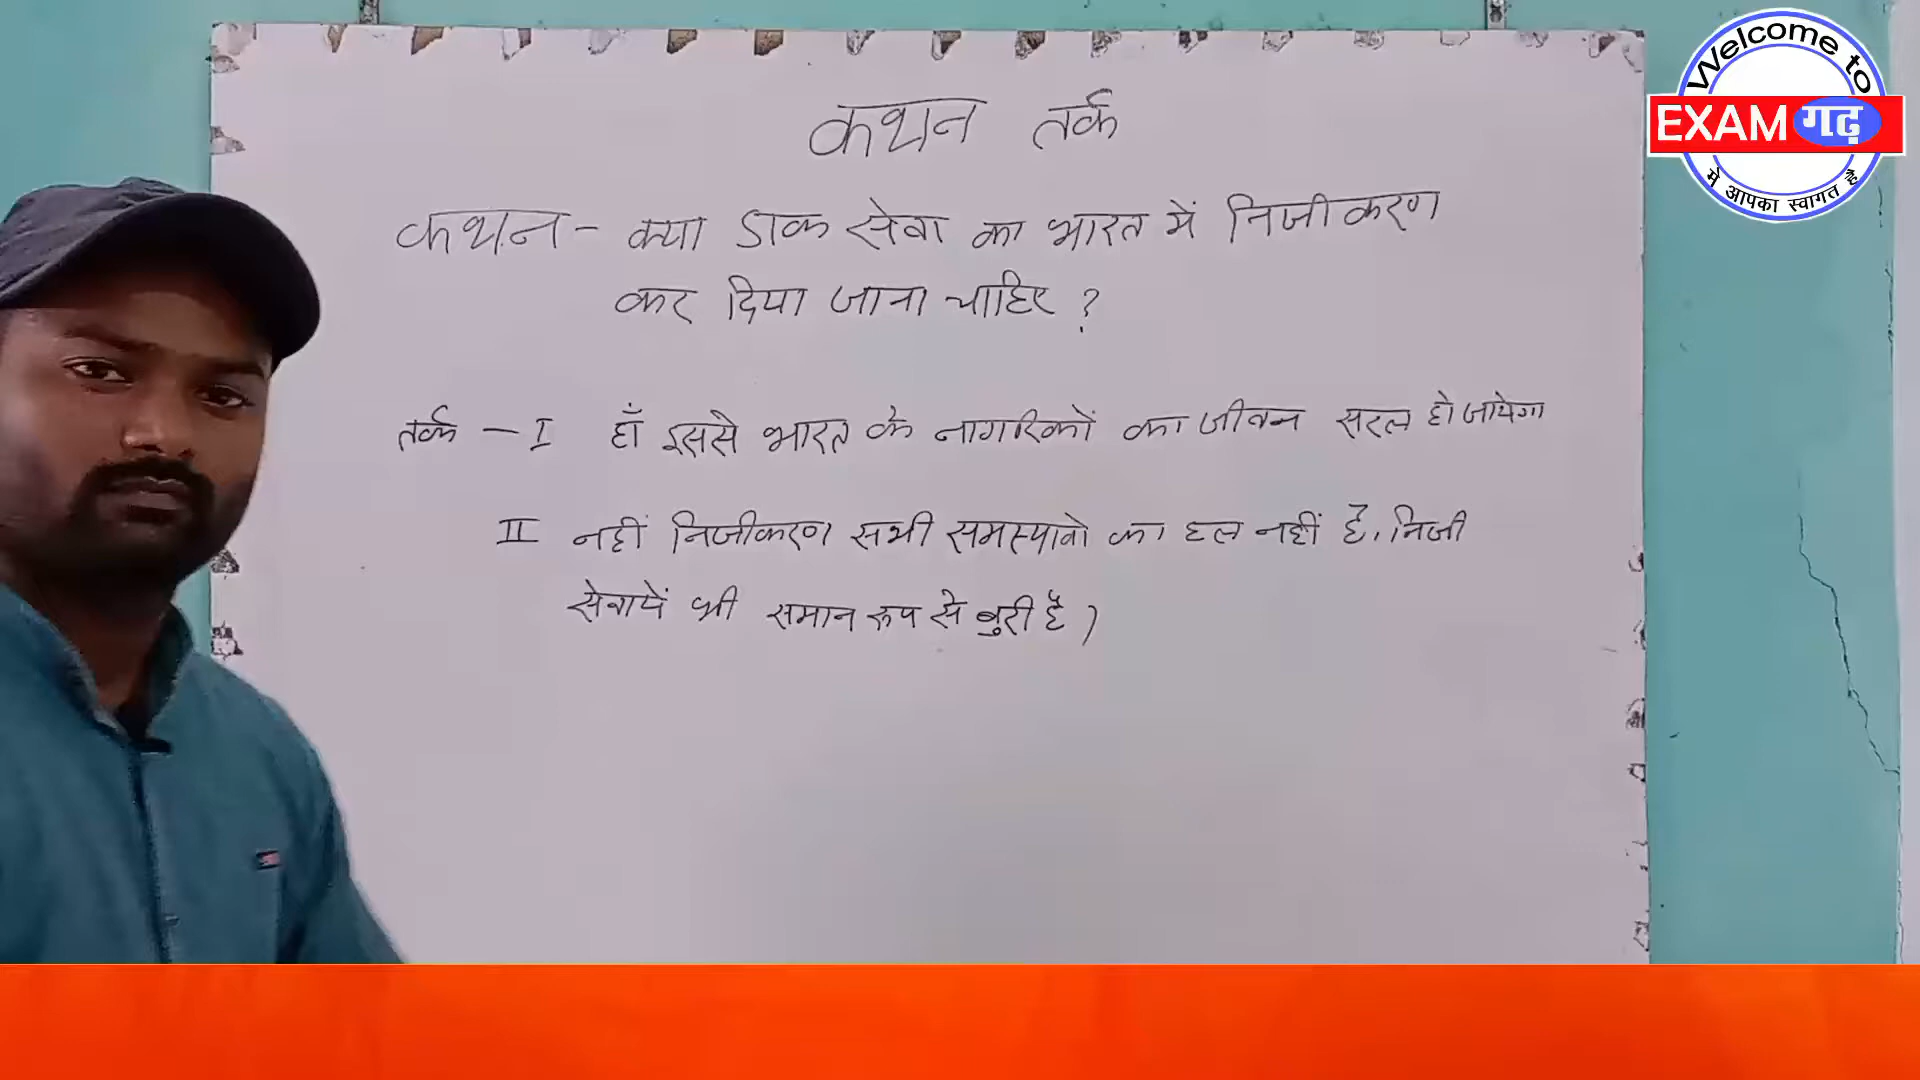 Welcome to
EXAM गढ़
मे आपका स्वागत है
कथन तर्क
कथन - क्या डाक सेवा का भारत में निजीकरण
कर दिया जाना चाहिए ?
तर्क - I हाँ इससे भारत के नागरिकों का जीवन सरल हो जायेगा
II नहीं निजीकरण सभी समस्यावो का हल नहीं है, निजी
सेवायें भी समान रूप से बुरी है )